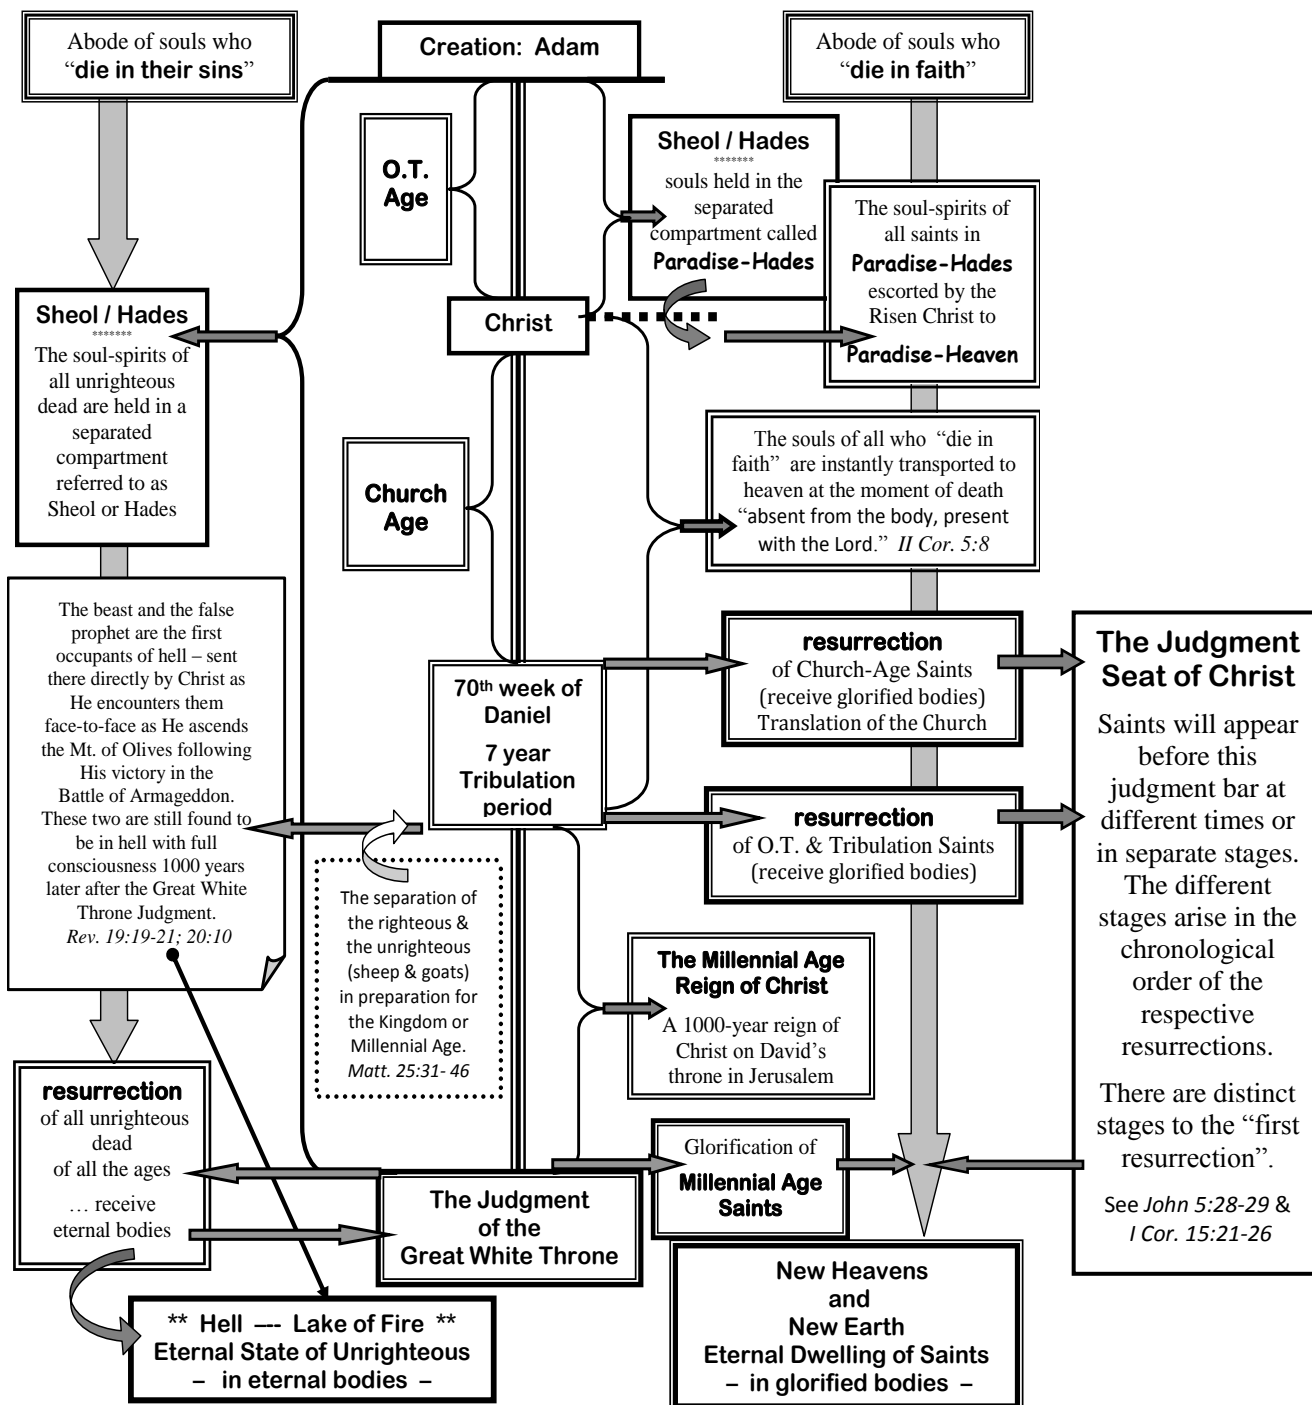 Abode of souls who
“die in their sins”
Creation: Adam
Abode of souls who
“die in faith”
O.T.
Age
Sheol / Hades
*******
souls held in the
separated
compartment called
Paradise-Hades
The soul-spirits of
all saints in
Paradise-Hades
escorted by the
Risen Christ to
Paradise-Heaven
Sheol / Hades
*******
The soul-spirits of
all unrighteous
dead are held in a
separated
compartment
referred to as
Sheol or Hades
Christ
Church
Age
The souls of all who “die in
faith” are instantly transported to
heaven at the moment of death
“absent from the body, present
with the Lord.” II Cor. 5:8
The beast and the false
prophet are the first
occupants of hell – sent
there directly by Christ as
He encounters them
face-to-face as He ascends
the Mt. of Olives following
His victory in the
Battle of Armageddon.
These two are still found to
be in hell with full
consciousness 1000 years
later after the Great White
Throne Judgment.
Rev. 19:19-21; 20:10
70th week of
Daniel
7 year
Tribulation
period
resurrection
of Church-Age Saints
(receive glorified bodies)
Translation of the Church
resurrection
of O.T. & Tribulation Saints
(receive glorified bodies)
The Judgment
Seat of Christ
Saints will appear
before this
judgment bar at
different times or
in separate stages.
The different
stages arise in the
chronological
order of the
respective
resurrections.
There are distinct
stages to the “first
resurrection”.
See John 5:28-29 &
I Cor. 15:21-26
The separation of
the righteous &
the unrighteous
(sheep & goats)
in preparation for
the Kingdom or
Millennial Age.
Matt. 25:31- 46
The Millennial Age
Reign of Christ
A 1000-year reign of
Christ on David’s
throne in Jerusalem
resurrection
of all unrighteous
dead
of all the ages
… receive
eternal bodies
Glorification of
Millennial Age
Saints
The Judgment
of the
Great White Throne
** Hell –-- Lake of Fire **
Eternal State of Unrighteous
– in eternal bodies –
New Heavens
and
New Earth
Eternal Dwelling of Saints
– in glorified bodies –